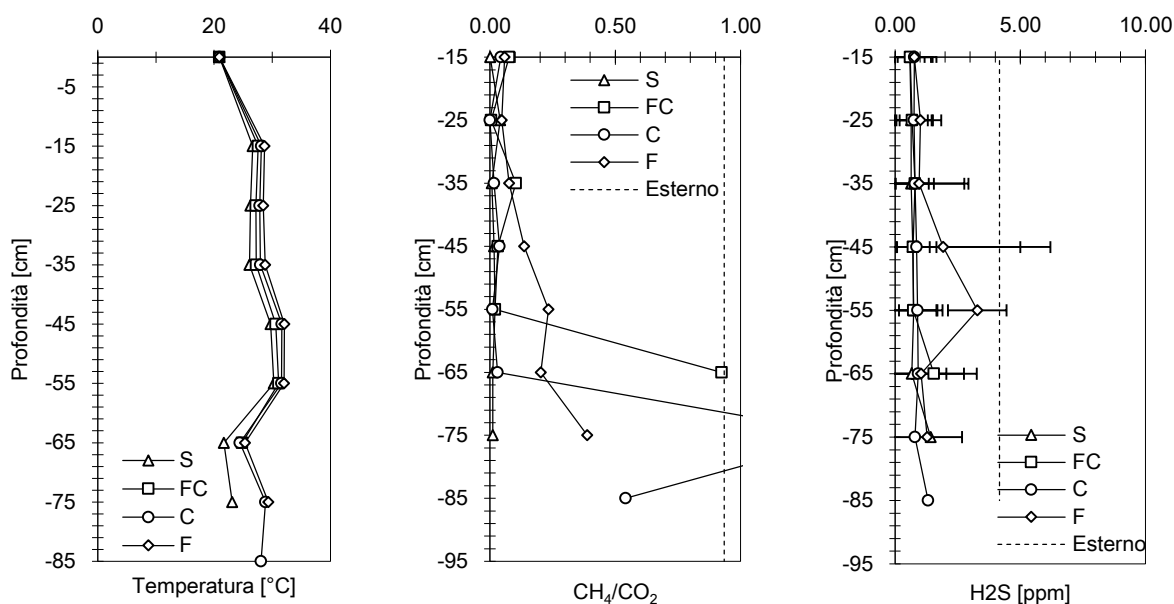 0 20 40
-5
-15
-25
-35
-45
-55
-65
-75
-85
Profondità [cm]
S
FC
C
F
Temperatura [°C]
0.00 0.50 1.00
-15
-25
-35
-45
-55
-65
-75
-85
-95
Profondità [cm]
S
FC
C
F
Esterno
CH₄/CO₂
0.00 5.00 10.00
-15
-25
-35
-45
-55
-65
-75
-85
-95
Profondità [cm]
S
FC
C
F
Esterno
H2S [ppm]